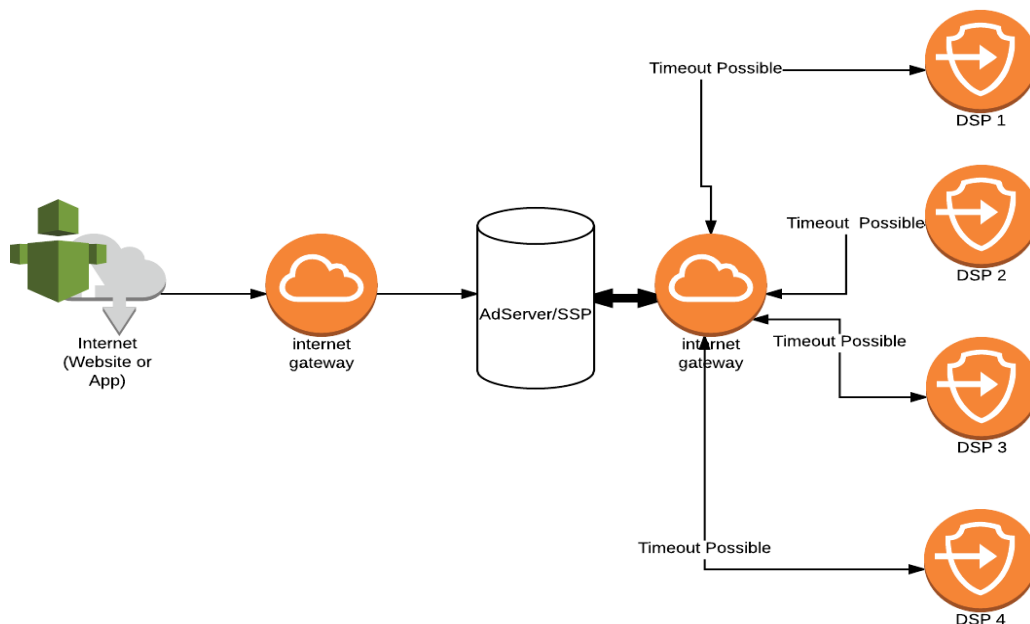 Timeout Possible
DSP 1
Timeout Possible
DSP 2
Internet
(Website or
App)
internet
gateway
AdServer/SSP
internet
gateway
Timeout Possible
DSP 3
Timeout Possible
DSP 4